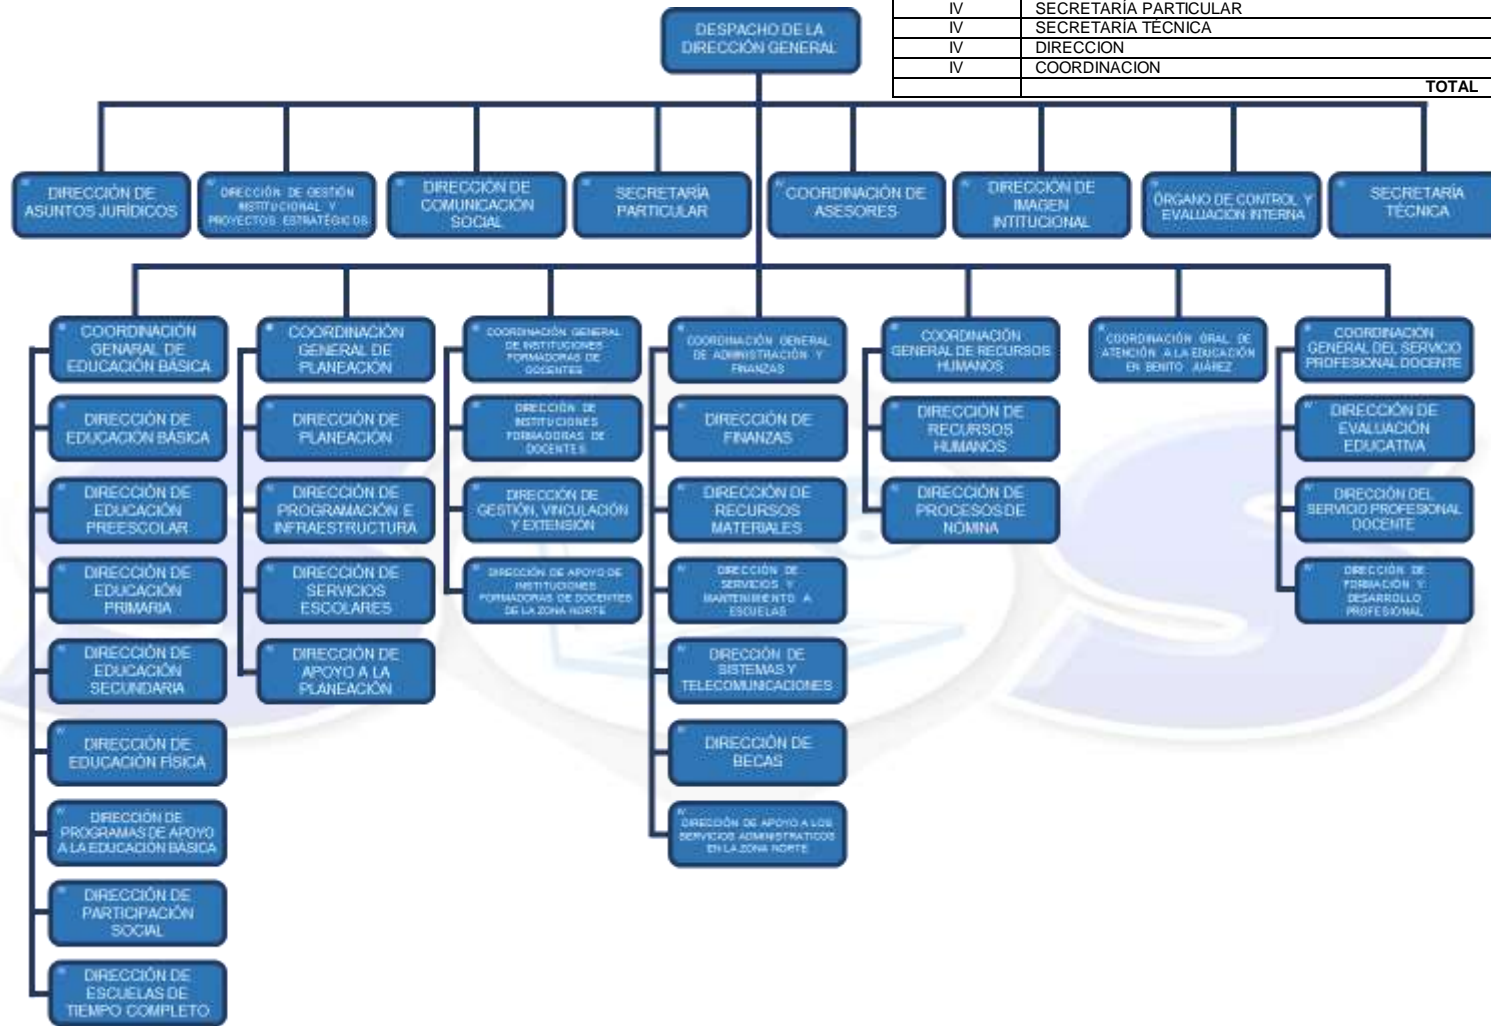 IV SECRETARÍA PARTICULAR
IV SECRETARÍA TÉCNICA
IV DIRECCION
IV COORDINACION
TOTAL
DESPACHO DE LA
DIRECCIÓN GENERAL
DIRECCIÓN DE
ASUNTOS JURÍDICOS
DIRECCIÓN DE GESTIÓN
INSTITUCIONAL Y
PROYECTOS ESTRATÉGICOS
DIRECCIÓN DE
COMUNICACIÓN
SOCIAL
SECRETARÍA
PARTICULAR
COORDINACIÓN DE
ASESORES
DIRECCIÓN DE
IMAGEN
INTITUCIONAL
ÓRGANO DE CONTROL Y
EVALUACIÓN INTERNA
SECRETARÍA
TÉCNICA
COORDINACIÓN
GENARAL DE
EDUCACIÓN BÁSICA
DIRECCIÓN DE
EDUCACIÓN BÁSICA
DIRECCIÓN DE
EDUCACIÓN
PREESCOLAR
DIRECCIÓN DE
EDUCACIÓN
PRIMARIA
DIRECCIÓN DE
EDUCACIÓN
SECUNDARIA
DIRECCIÓN DE
EDUCACIÓN FÍSICA
DIRECCIÓN DE
PROGRAMAS DE APOYO
A LA EDUCACIÓN BÁSICA
DIRECCIÓN DE
PARTICIPACIÓN
SOCIAL
DIRECCIÓN DE
ESCUELAS DE
TIEMPO COMPLETO
COORDINACIÓN
GENERAL DE
PLANEACIÓN
DIRECCIÓN DE
PLANEACIÓN
DIRECCIÓN DE
PROGRAMACIÓN E
INFRAESTRUCTURA
DIRECCIÓN DE
SERVICIOS
ESCOLARES
DIRECCIÓN DE
APOYO A LA
PLANEACIÓN
COORDINACIÓN GENERAL
DE INSTITUCIONES
FORMADORAS DE
DOCENTES
DIRECCIÓN DE
INSTITUCIONES
FORMADORAS DE
DOCENTES
DIRECCIÓN DE
GESTIÓN, VINCULACIÓN
Y EXTENSIÓN
DIRECCIÓN DE APOYO DE
INSTITUCIONES
FORMADORAS DE DOCENTES
DE LA ZONA NORTE
COORDINACIÓN GENERAL
DE ADMINISTRACIÓN Y
FINANZAS
DIRECCIÓN DE
FINANZAS
DIRECCIÓN DE
RECURSOS
MATERIALES
DIRECCIÓN DE
SERVICIOS Y
MANTENIMIENTO A
ESCUELAS
DIRECCIÓN DE
SISTEMAS Y
TELECOMUNICACIONES
DIRECCIÓN DE
BECAS
DIRECCIÓN DE APOYO A LOS
SERVICIOS ADMINISTRATICOS
EN LA ZONA NORTE
COORDINACIÓN
GENERAL DE RECURSOS
HUMANOS
DIRECCIÓN DE
RECURSOS
HUMANOS
DIRECCIÓN DE
PROCESOS DE
NÓMINA
COORDINACIÓN GRAL. DE
ATENCIÓN A LA EDUCACIÓN
EN BENITO JUÁREZ
COORDINACIÓN
GENERAL DEL SERVICIO
PROFESIONAL DOCENTE
DIRECCIÓN DE
EVALUACIÓN
EDUCATIVA
DIRECCIÓN DEL
SERVICIO PROFESIONAL
DOCENTE
DIRECCIÓN DE
FORMACIÓN Y
DESARROLLO
PROFESIONAL